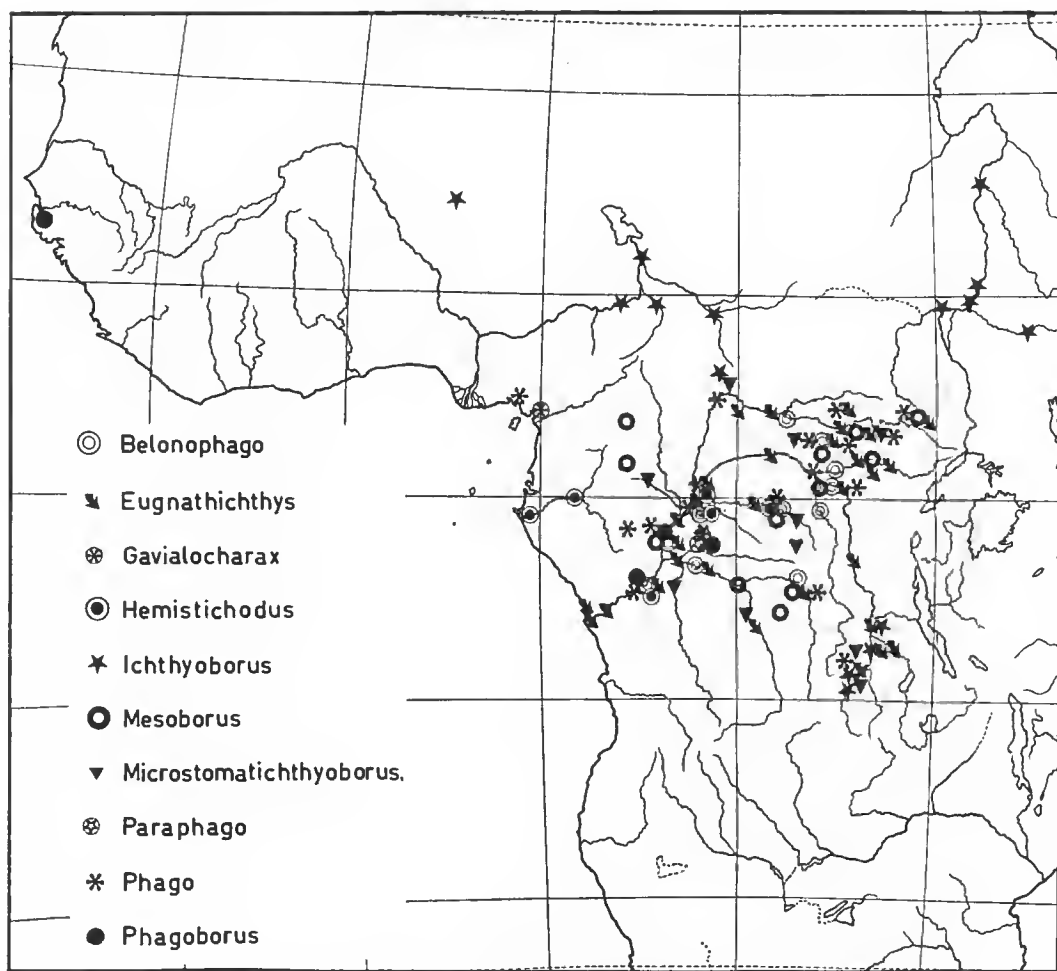 Belonophago
Eugnathichthys
Gavialocharax
Hemistichodus
Ichthyoborus
Mesoborus
Microstomatichthyoborus.
Paraphago
Phago
Phagoborus